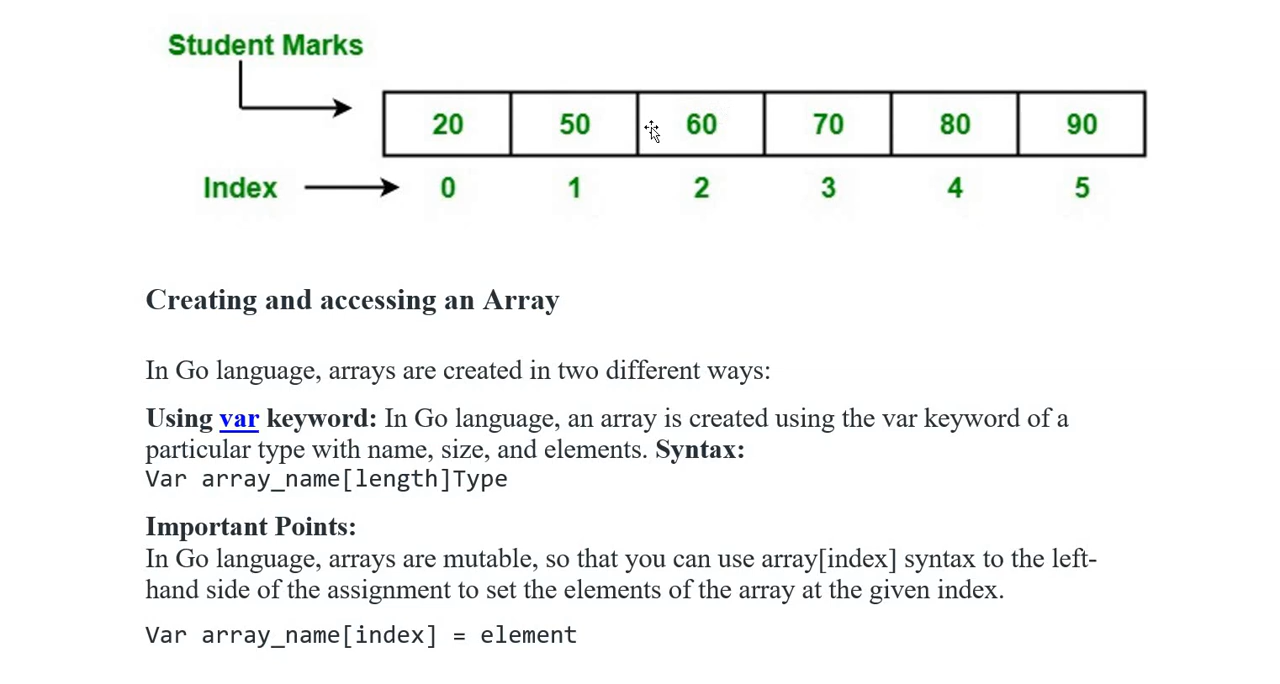 Student Marks
20 50 60 70 80 90
Index 0 1 2 3 4 5
Creating and accessing an Array
In Go language, arrays are created in two different ways:
Using var keyword: In Go language, an array is created using the var keyword of a
particular type with name, size, and elements. Syntax:
Var array_name[length]Type
Important Points:
In Go language, arrays are mutable, so that you can use array[index] syntax to the left-
hand side of the assignment to set the elements of the array at the given index.
Var array_name[index] = element